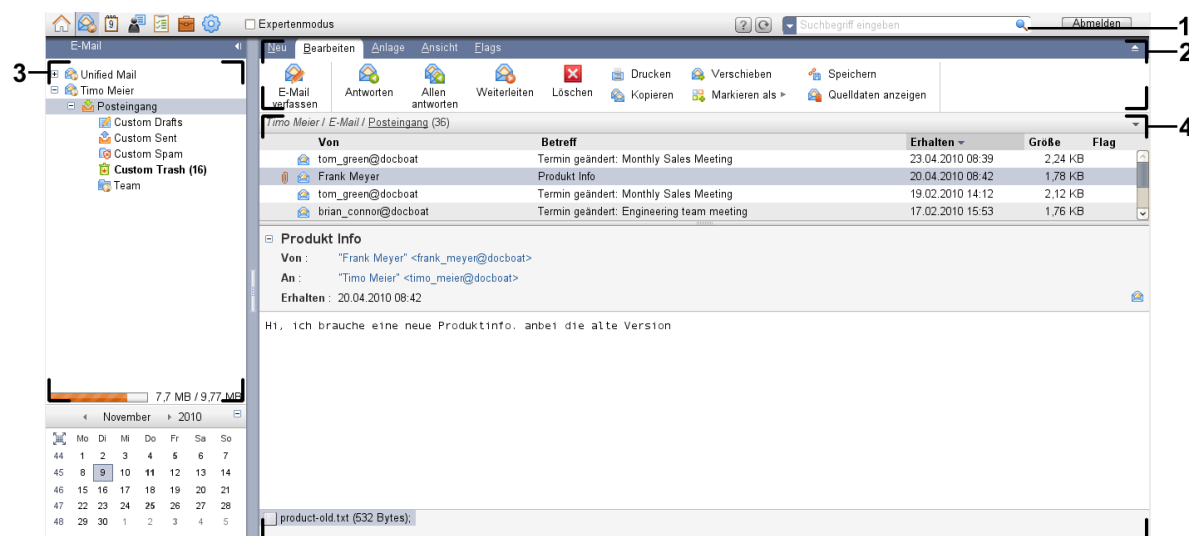 Expertenmodus
Suchbegriff eingeben
Abmelden
1
E-Mail
Neu Bearbeiten Anlage Ansicht Flags
2
3
Unified Mail
Timo Meier
Posteingang
Custom Drafts
Custom Sent
Custom Spam
Custom Trash (16)
Team
E-Mail verfassen
Antworten
Allen antworten
Weiterleiten
Löschen
Drucken
Kopieren
Verschieben
Markieren als
Speichern
Quelldaten anzeigen
Timo Meier / E-Mail / Posteingang (36)
4
Von Betreff Erhalten Größe Flag
tom_green@docboat Termin geändert: Monthly Sales Meeting 23.04.2010 08:39 2,24 KB
Frank Meyer Produkt Info 20.04.2010 08:42 1,78 KB
tom_green@docboat Termin geändert: Monthly Sales Meeting 19.02.2010 14:12 2,12 KB
brian_connor@docboat Termin geändert: Engineering team meeting 17.02.2010 15:53 1,76 KB
Produkt Info
Von : "Frank Meyer" <frank_meyer@docboat>
An : "Timo Meier" <timo_meier@docboat>
Erhalten : 20.04.2010 08:42
Hi, ich brauche eine neue Produktinfo. anbei die alte Version
7,7 MB / 9,77 MB
November 2010
Mo Di Mi Do Fr Sa So
44 1 2 3 4 5 6 7
45 8 9 10 11 12 13 14
46 15 16 17 18 19 20 21
47 22 23 24 25 26 27 28
48 29 30 1 2 3 4 5
product-old.txt (532 Bytes);